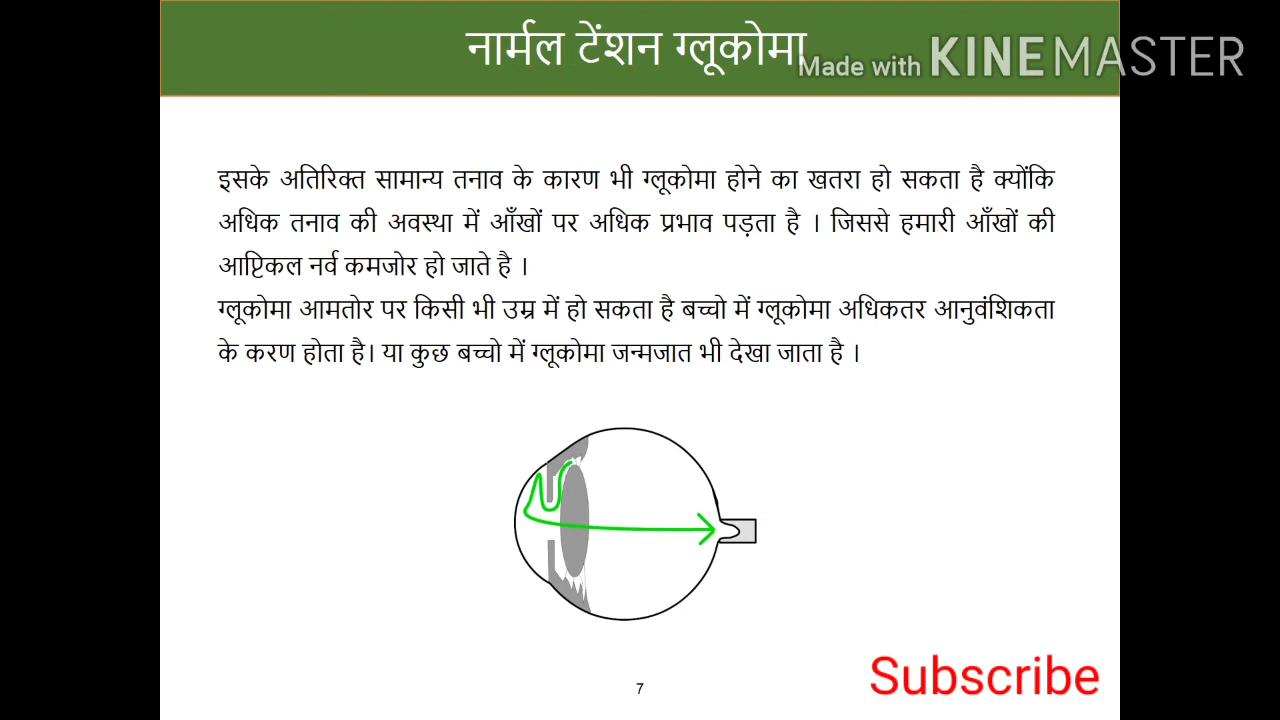 नार्मल टेंशन ग्लूकोमा
Made with KINEMASTER
इसके अतिरिक्त सामान्य तनाव के कारण भी ग्लूकोमा होने का खतरा हो सकता है क्योंकि
अधिक तनाव की अवस्था में आँखों पर अधिक प्रभाव पड़ता है । जिससे हमारी आँखों की
आप्टिकल नर्व कमजोर हो जाते है ।
ग्लूकोमा आमतोर पर किसी भी उम्र में हो सकता है बच्चो में ग्लूकोमा अधिकतर आनुवंशिकता
के करण होता है। या कुछ बच्चो में ग्लूकोमा जन्मजात भी देखा जाता है ।
Subscribe
7